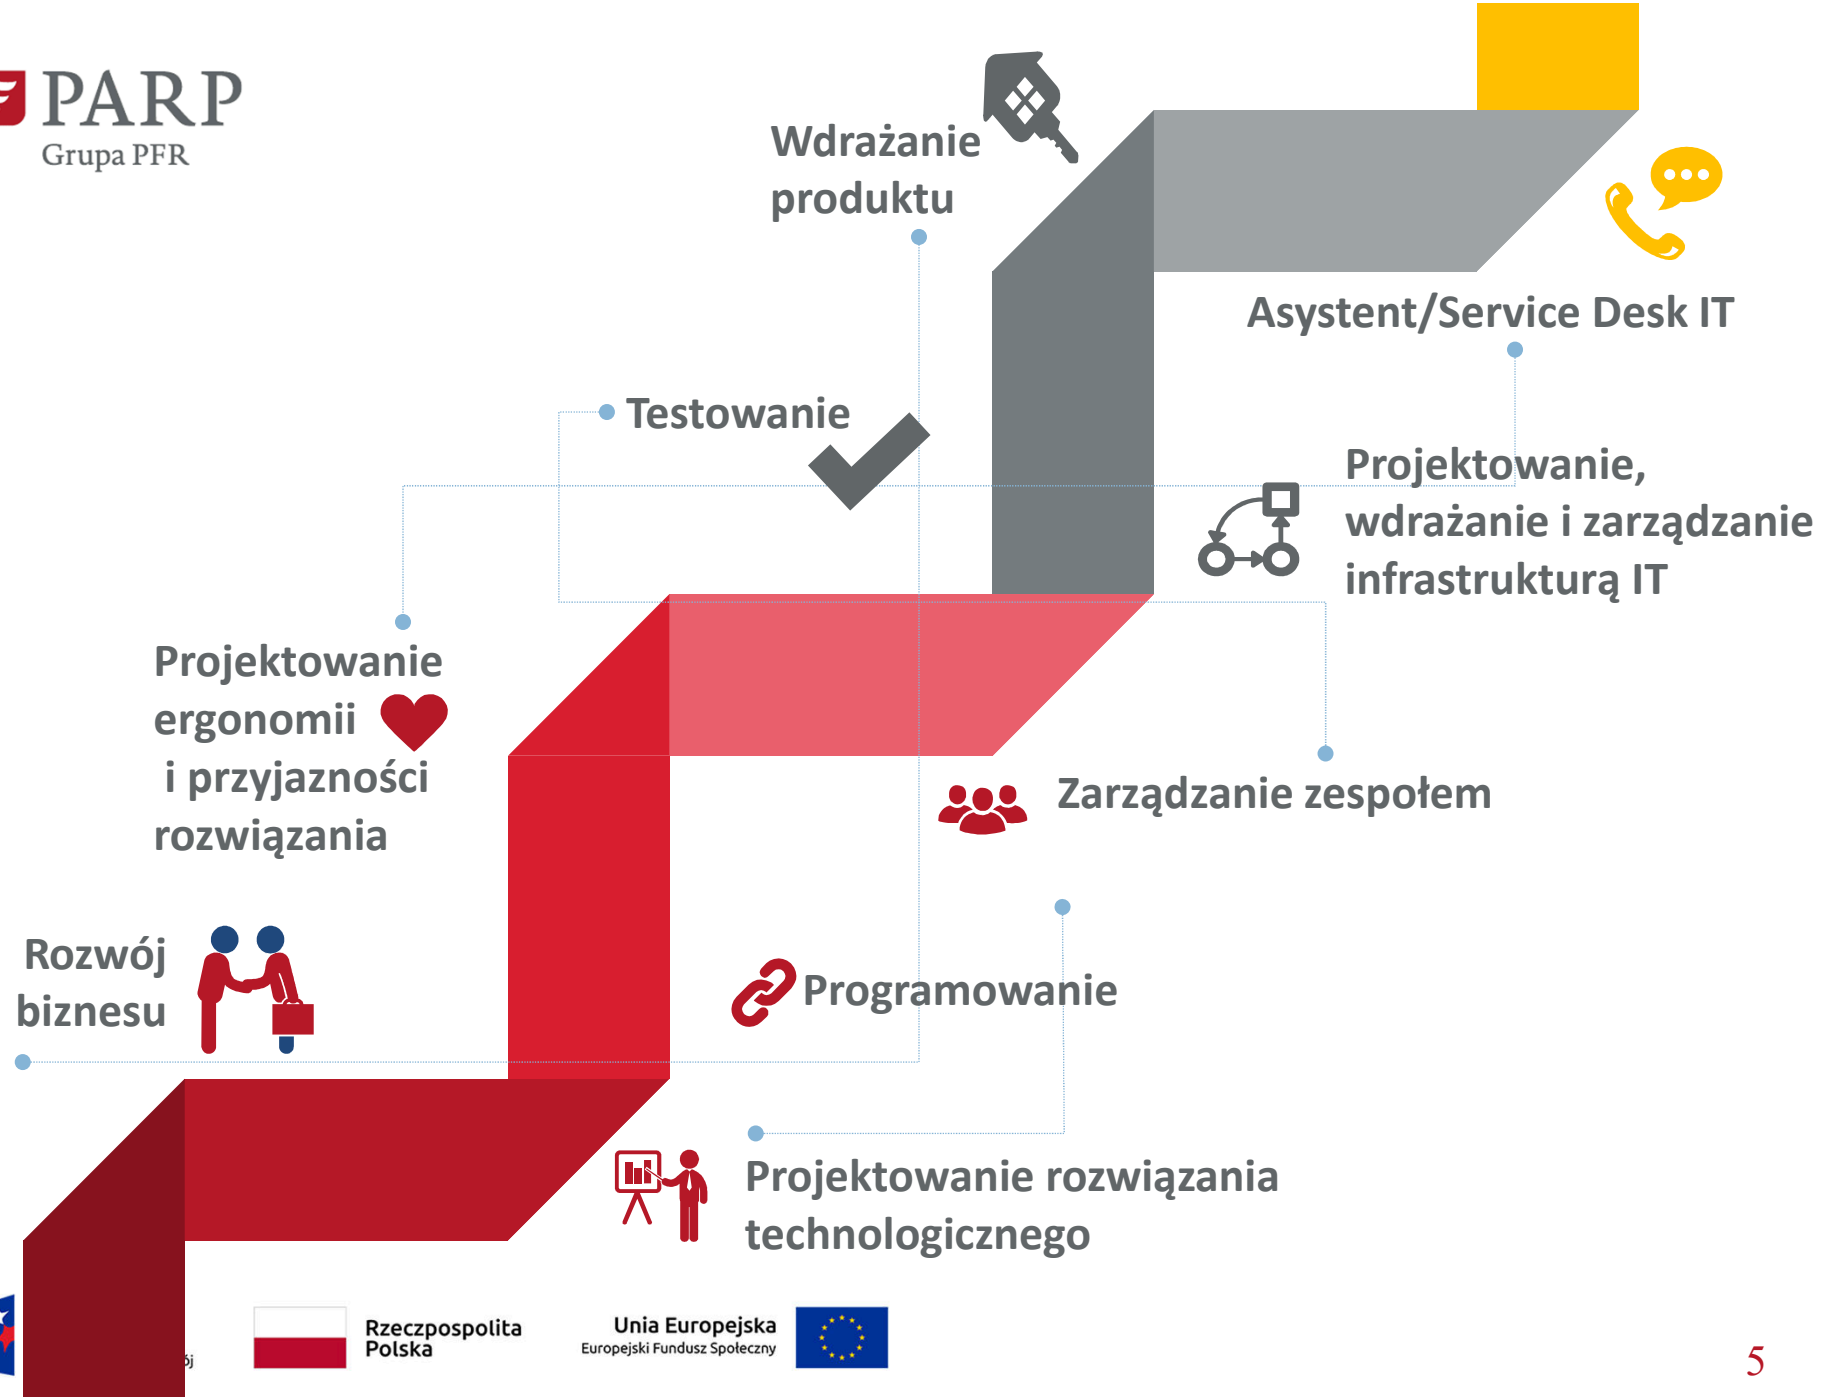 PARP
Grupa PFR
Wdrażanie
produktu
Asystent/Service Desk IT
Testowanie
Projektowanie,
wdrażanie i zarządzanie
infrastrukturą IT
Projektowanie
ergonomii
i przyjazności
rozwiązania
Zarządzanie zespołem
Rozwój
biznesu
Programowanie
Projektowanie rozwiązania
technologicznego
Rzeczpospolita
Polska
Unia Europejska
Europejski Fundusz Społeczny
5